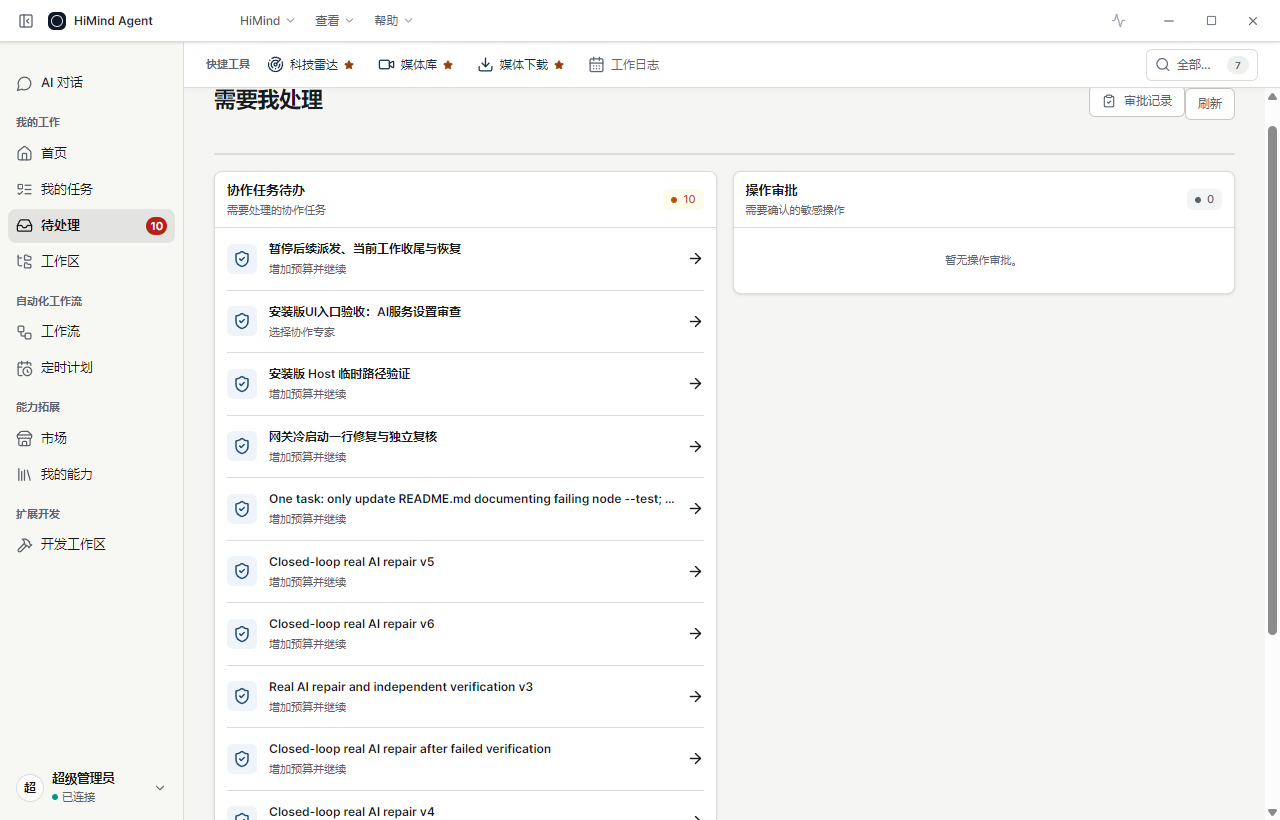 HiMind Agent
HiMind
查看
帮助
快捷工具
科技雷达
媒体库
媒体下载
工作日志
全部...
7
AI 对话
我的工作
首页
我的任务
待处理
10
工作区
自动化工作流
工作流
定时计划
能力拓展
市场
我的能力
扩展开发
开发工作区
超
超级管理员
已连接
需要我处理
审批记录
刷新
协作任务待办
需要处理的协作任务
10
暂停后续派发、当前工作收尾与恢复
增加预算并继续
安装版UI入口验收：AI服务设置审查
选择协作专家
安装版 Host 临时路径验证
增加预算并继续
网关冷启动一行修复与独立复核
增加预算并继续
One task: only update README.md documenting failing node --test; ...
增加预算并继续
Closed-loop real AI repair v5
增加预算并继续
Closed-loop real AI repair v6
增加预算并继续
Real AI repair and independent verification v3
增加预算并继续
Closed-loop real AI repair after failed verification
增加预算并继续
Closed-loop real AI repair v4
操作审批
需要确认的敏感操作
0
暂无操作审批。